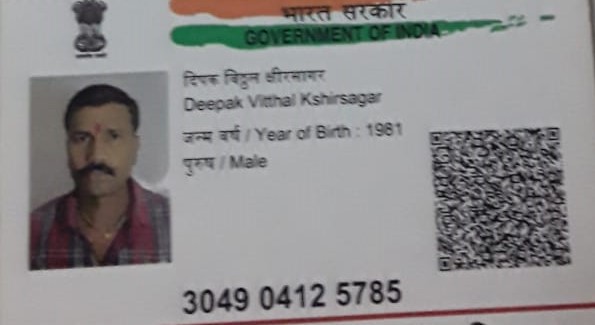 भारत सरकार
GOVERNMENT OF INDIA
दिपक विठ्ठल क्षीरसागर
Deepak Vitthal Kshirsagar
जन्म वर्ष / Year of Birth : 1981
पुरुष / Male
3049 0412 5785